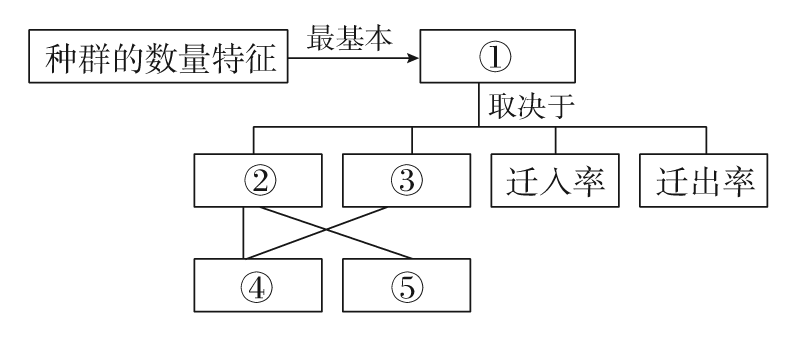 种群的数量特征
最基本
①
取决于
②
③
迁入率
迁出率
④
⑤